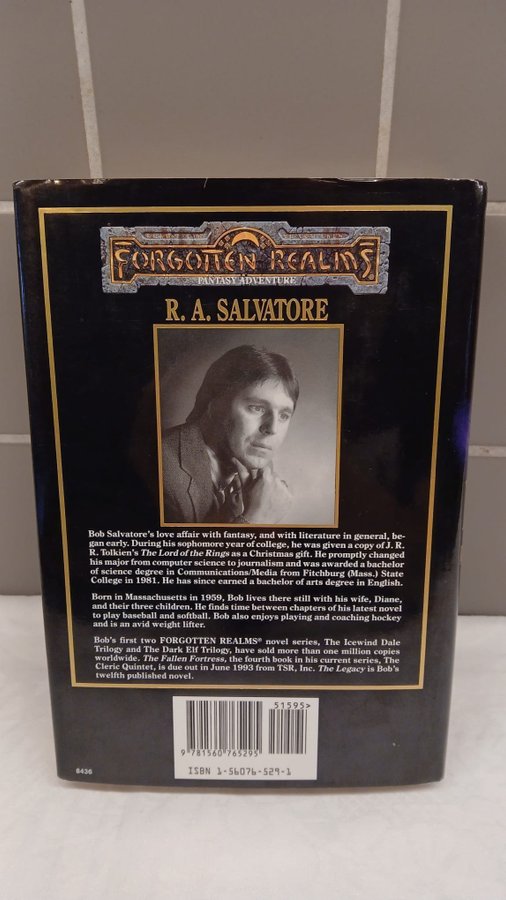 FORGOTTEN REALMS
FANTASY ADVENTURE
R. A. SALVATORE
Bob Salvatore's love affair with fantasy, and with literature in general, be-
gan early. During his sophomore year of college, he was given a copy of J. R.
R. Tolkien's The Lord of the Rings as a Christmas gift. He promptly changed
his major from computer science to journalism and was awarded a bachelor
of science degree in Communications/Media from Fitchburg (Mass.) State
College in 1981. He has since earned a bachelor of arts degree in English.
Born in Massachusetts in 1959, Bob lives there still with his wife, Diane,
and their three children. He finds time between chapters of his latest novel
to play baseball and softball. Bob also enjoys playing and coaching hockey
and is an avid weight lifter.
Bob's first two FORGOTTEN REALMS® novel series, The Icewind Dale
Trilogy and The Dark Elf Trilogy, have sold more than one million copies
worldwide. The Fallen Fortress, the fourth book in his current series, The
Cleric Quintet, is due out in June 1993 from TSR, Inc. The Legacy is Bob's
twelfth published novel.
51595>
9 781560 765295
ISBN 1-56076-529-1
8436